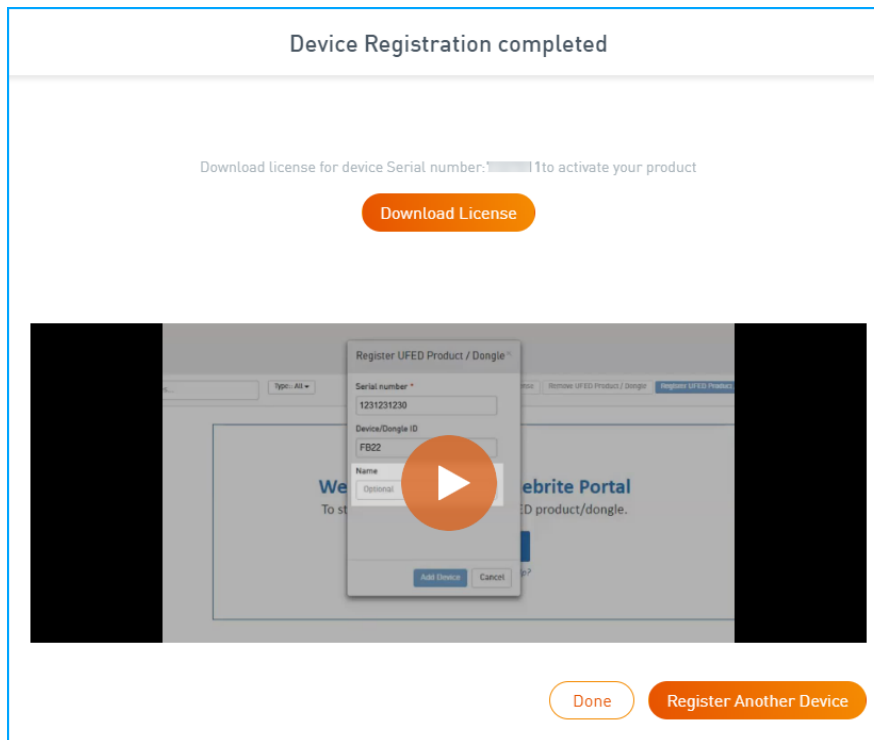 Device Registration completed
Download license for device Serial number: 1to activate your product
Download License
Register UFED Product / Dongle
Type: All
Remove UFED Product / Dongle
Register UFED Product
Serial number *
1231231230
Device/Dongle ID
FB22
Name
Optional
We
ebrite Portal
To st
ED product/dongle.
Add Device
Cancel
Done
Register Another Device